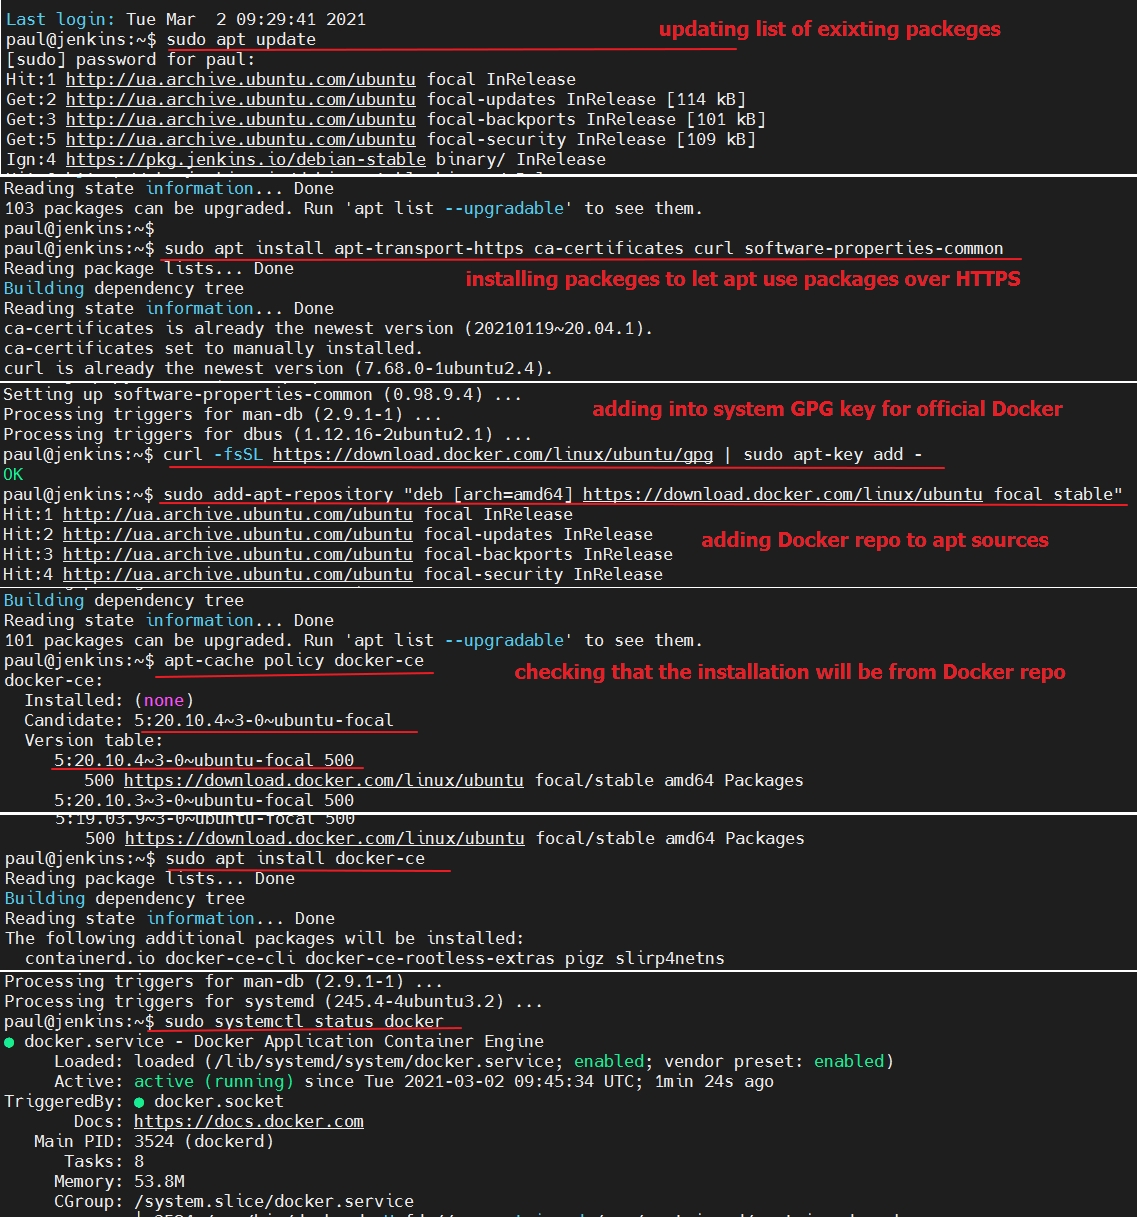 Last login: Tue Mar  2 09:29:41 2021
paul@jenkins:~$ sudo apt update
updating list of exixting packeges
[sudo] password for paul:
Hit:1 http://ua.archive.ubuntu.com/ubuntu focal InRelease
Get:2 http://ua.archive.ubuntu.com/ubuntu focal-updates InRelease [114 kB]
Get:3 http://ua.archive.ubuntu.com/ubuntu focal-backports InRelease [101 kB]
Get:5 http://ua.archive.ubuntu.com/ubuntu focal-security InRelease [109 kB]
Ign:4 https://pkg.jenkins.io/debian-stable binary/ InRelease
Reading state information... Done
103 packages can be upgraded. Run 'apt list --upgradable' to see them.
paul@jenkins:~$
paul@jenkins:~$ sudo apt install apt-transport-https ca-certificates curl software-properties-common
Reading package lists... Done
installing packeges to let apt use packages over HTTPS
Building dependency tree
Reading state information... Done
ca-certificates is already the newest version (20210119~20.04.1).
ca-certificates set to manually installed.
curl is already the newest version (7.68.0-1ubuntu2.4).
Setting up software-properties-common (0.98.9.4) ...
adding into system GPG key for official Docker
Processing triggers for man-db (2.9.1-1) ...
Processing triggers for dbus (1.12.16-2ubuntu2.1) ...
paul@jenkins:~$ curl -fsSL https://download.docker.com/linux/ubuntu/gpg | sudo apt-key add -
OK
paul@jenkins:~$ sudo add-apt-repository "deb [arch=amd64] https://download.docker.com/linux/ubuntu focal stable"
Hit:1 http://ua.archive.ubuntu.com/ubuntu focal InRelease
Hit:2 http://ua.archive.ubuntu.com/ubuntu focal-updates InRelease
adding Docker repo to apt sources
Hit:3 http://ua.archive.ubuntu.com/ubuntu focal-backports InRelease
Hit:4 http://ua.archive.ubuntu.com/ubuntu focal-security InRelease
Building dependency tree
Reading state information... Done
101 packages can be upgraded. Run 'apt list --upgradable' to see them.
paul@jenkins:~$ apt-cache policy docker-ce
checking that the installation will be from Docker repo
docker-ce:
  Installed: (none)
  Candidate: 5:20.10.4~3-0~ubuntu-focal
  Version table:
     5:20.10.4~3-0~ubuntu-focal 500
        500 https://download.docker.com/linux/ubuntu focal/stable amd64 Packages
     5:20.10.3~3-0~ubuntu-focal 500
     5:19.03.9~3-0~ubuntu-focal 500
        500 https://download.docker.com/linux/ubuntu focal/stable amd64 Packages
paul@jenkins:~$ sudo apt install docker-ce
Reading package lists... Done
Building dependency tree
Reading state information... Done
The following additional packages will be installed:
  containerd.io docker-ce-cli docker-ce-rootless-extras pigz slirp4netns
Processing triggers for man-db (2.9.1-1) ...
Processing triggers for systemd (245.4-4ubuntu3.2) ...
paul@jenkins:~$ sudo systemctl status docker
● docker.service - Docker Application Container Engine
     Loaded: loaded (/lib/systemd/system/docker.service; enabled; vendor preset: enabled)
     Active: active (running) since Tue 2021-03-02 09:45:34 UTC; 1min 24s ago
TriggeredBy: ● docker.socket
       Docs: https://docs.docker.com
   Main PID: 3524 (dockerd)
      Tasks: 8
     Memory: 53.8M
     CGroup: /system.slice/docker.service